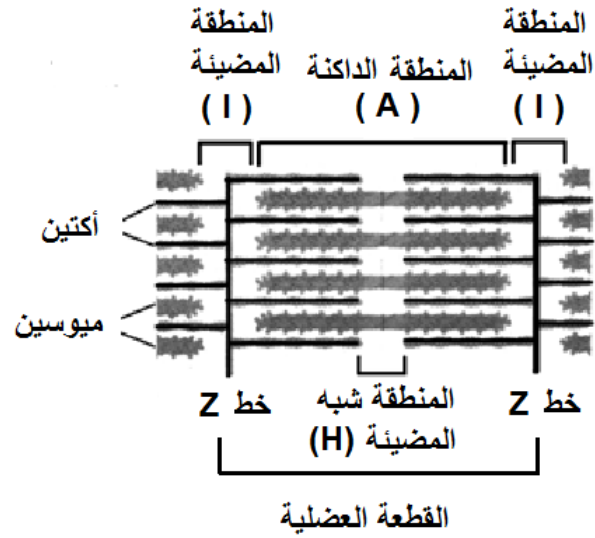 المنطقة
المضيئة
( I )
المنطقة الداكنة
( A )
المنطقة
المضيئة
( I )
أكتين
ميوسين
خط Z
المنطقة شبه
المضيئة (H)
خط Z
القطعة العضلية